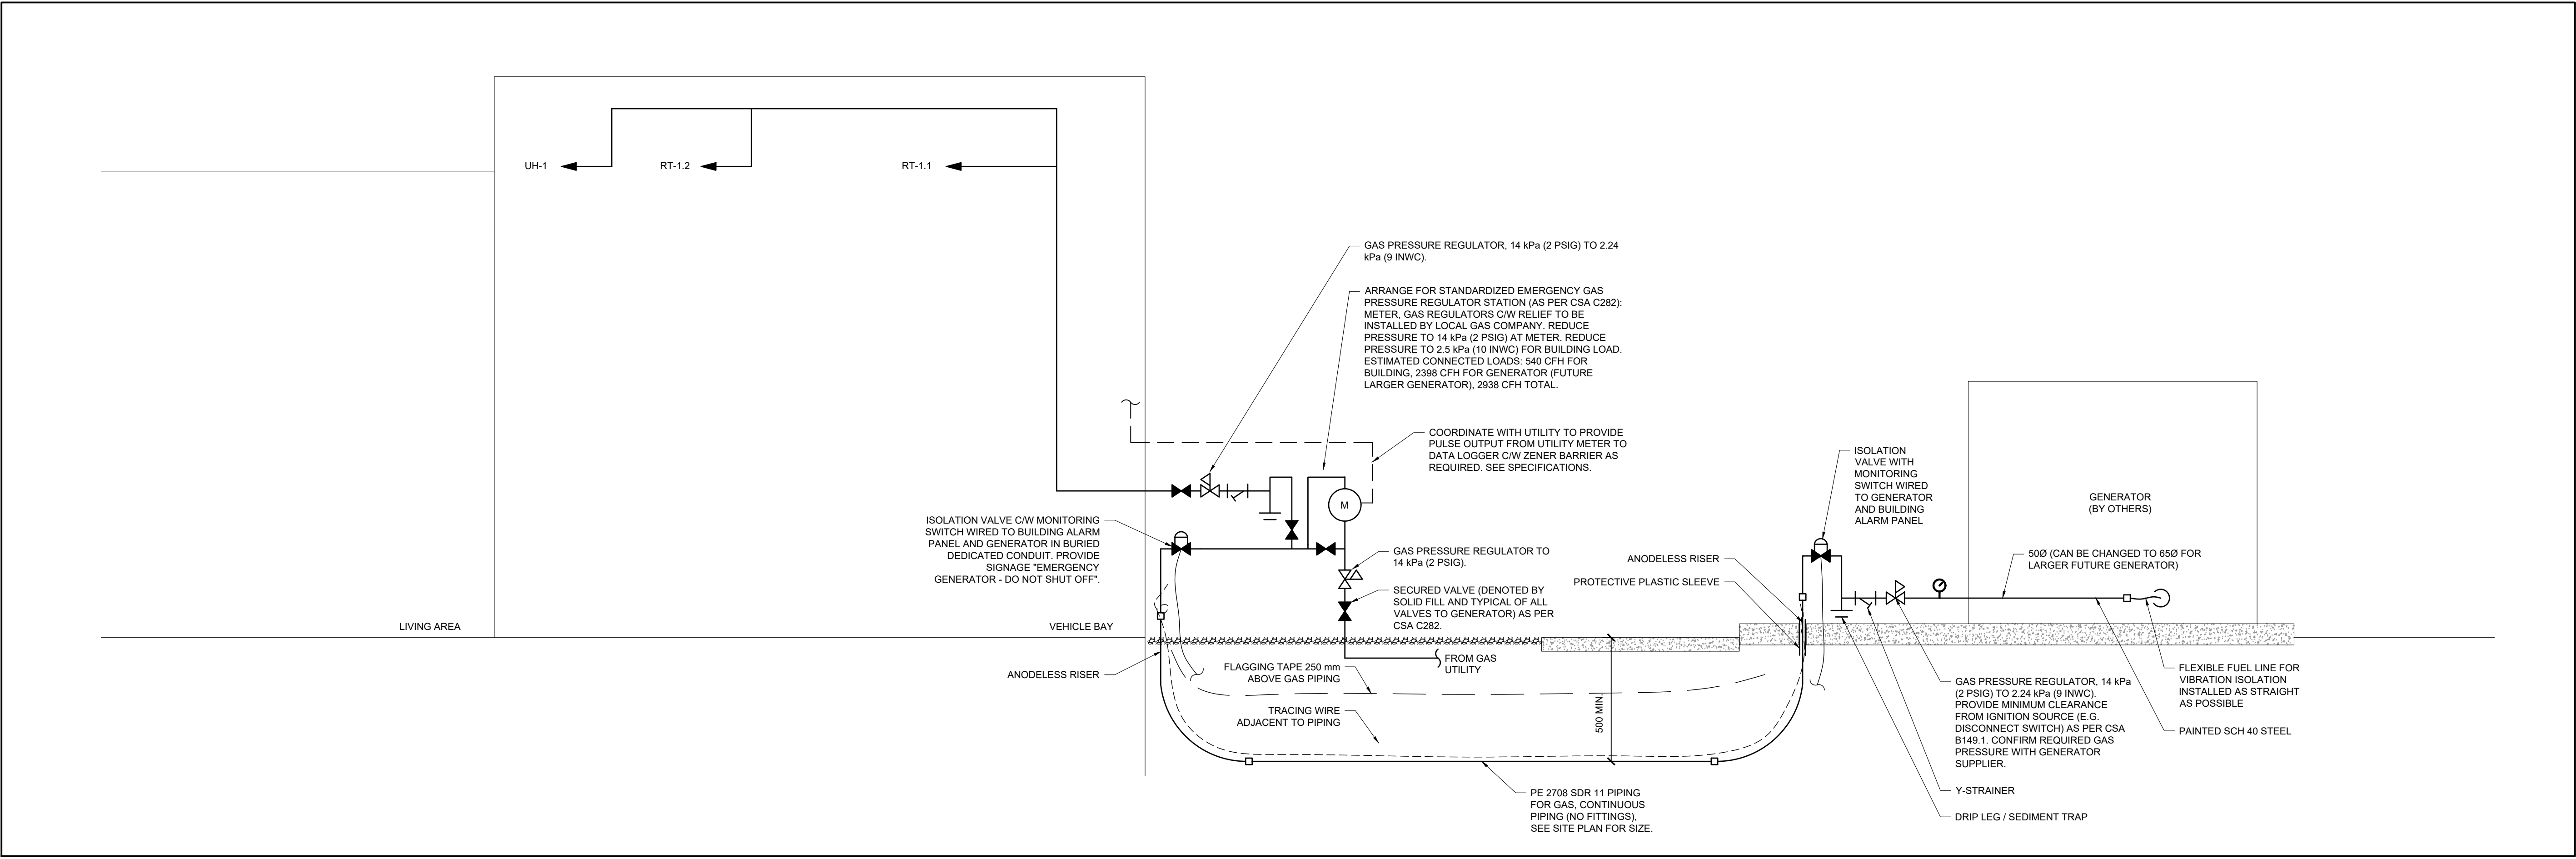 UH-1
RT-1.2
RT-1.1
GAS PRESSURE REGULATOR, 14 kPa (2 PSIG) TO 2.24
kPa (9 INWC).
ARRANGE FOR STANDARDIZED EMERGENCY GAS
PRESSURE REGULATOR STATION (AS PER CSA C282):
METER, GAS REGULATORS C/W RELIEF TO BE
INSTALLED BY LOCAL GAS COMPANY. REDUCE
PRESSURE TO 14 kPa (2 PSIG) AT METER. REDUCE
PRESSURE TO 2.5 kPa (10 INWC) FOR BUILDING LOAD.
ESTIMATED CONNECTED LOADS: 540 CFH FOR
BUILDING, 2398 CFH FOR GENERATOR (FUTURE
LARGER GENERATOR), 2938 CFH TOTAL.
COORDINATE WITH UTILITY TO PROVIDE
PULSE OUTPUT FROM UTILITY METER TO
DATA LOGGER C/W ZENER BARRIER AS
REQUIRED. SEE SPECIFICATIONS.
M
ISOLATION VALVE C/W MONITORING
SWITCH WIRED TO BUILDING ALARM
PANEL AND GENERATOR IN BURIED
DEDICATED CONDUIT. PROVIDE
SIGNAGE "EMERGENCY
GENERATOR - DO NOT SHUT OFF".
GAS PRESSURE REGULATOR TO
14 kPa (2 PSIG).
SECURED VALVE (DENOTED BY
SOLID FILL AND TYPICAL OF ALL
VALVES TO GENERATOR) AS PER
CSA C282.
ISOLATION
VALVE WITH
MONITORING
SWITCH WIRED
TO GENERATOR
AND BUILDING
ALARM PANEL
GENERATOR
(BY OTHERS)
ANODELESS RISER
PROTECTIVE PLASTIC SLEEVE
50Ø (CAN BE CHANGED TO 65Ø FOR
LARGER FUTURE GENERATOR)
LIVING AREA
VEHICLE BAY
ANODELESS RISER
FLAGGING TAPE 250 mm
ABOVE GAS PIPING
FROM GAS
UTILITY
TRACING WIRE
ADJACENT TO PIPING
500 MIN.
PE 2708 SDR 11 PIPING
FOR GAS, CONTINUOUS
PIPING (NO FITTINGS),
SEE SITE PLAN FOR SIZE.
GAS PRESSURE REGULATOR, 14 kPa
(2 PSIG) TO 2.24 kPa (9 INWC).
PROVIDE MINIMUM CLEARANCE
FROM IGNITION SOURCE (E.G.
DISCONNECT SWITCH) AS PER CSA
B149.1. CONFIRM REQUIRED GAS
PRESSURE WITH GENERATOR
SUPPLIER.
Y-STRAINER
DRIP LEG / SEDIMENT TRAP
FLEXIBLE FUEL LINE FOR
VIBRATION ISOLATION
INSTALLED AS STRAIGHT
AS POSSIBLE
PAINTED SCH 40 STEEL